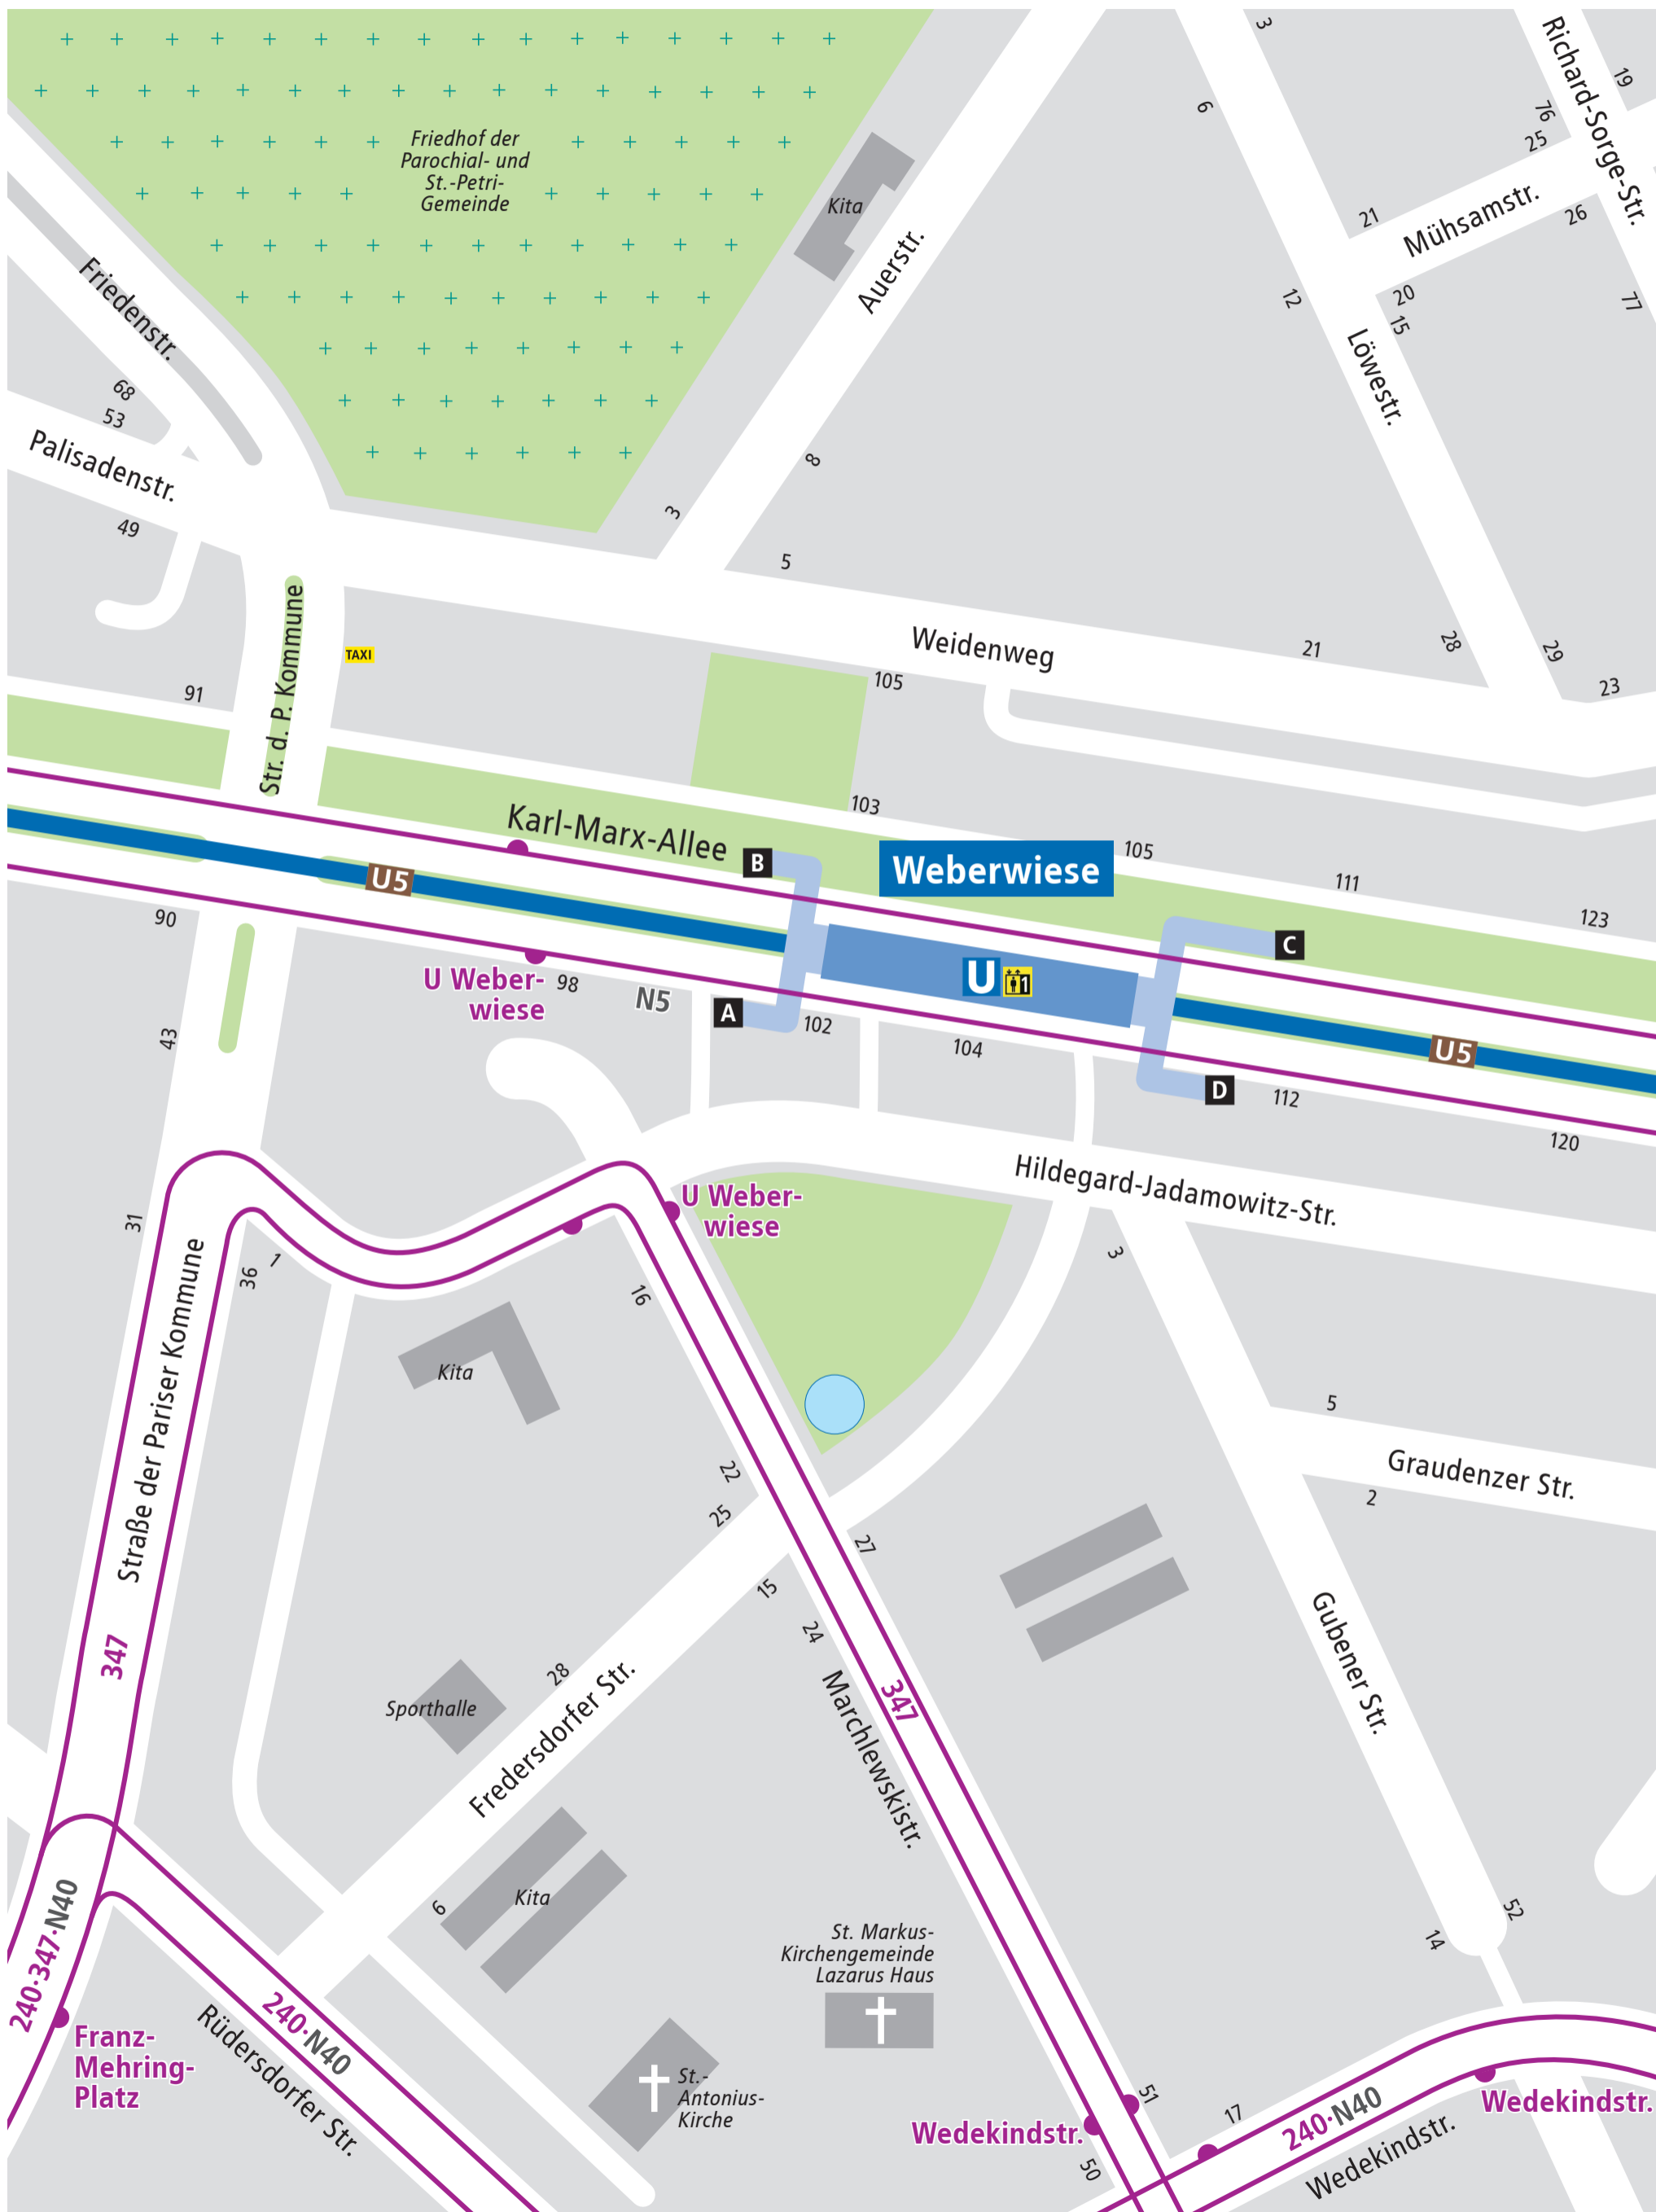 3
Richard-Sorge-Str.
19
6
76
25
Friedhof der
Parochial- und
St.-Petri-
Gemeinde
Kita
21
Mühsamstr.
26
Auerstr.
Friedenstr.
12
20
15
77
Löwestr.
68
53
Palisadenstr.
49
8
3
5
Str. d. P. Kommune
TAXI
Weidenweg
21
28
29
23
91
105
103
Karl-Marx-Allee
B
Weberwiese
105
111
123
U5
90
C
U Weber-
wiese
98
N5
A
102
U
1
104
U5
D
112
120
43
31
Hildegard-Jadamowitz-Str.
U Weber-
wiese
36
1
16
3
Straße der Pariser Kommune
Kita
5
Graudenzer Str.
2
22
25
27
15
24
Gubener Str.
347
Sporthalle
28
Fredersdorfer Str.
347
Marchlewskistr.
6
Kita
52
14
240·347·N40
St. Markus-
Kirchengemeinde
Lazarus Haus
240·N40
Rüdersdorfer Str.
Franz-
Mehring-
Platz
St.-
Antonius-
Kirche
Wedekindstr.
51
50
17
240·N40
Wedekindstr.
Wedekindstr.